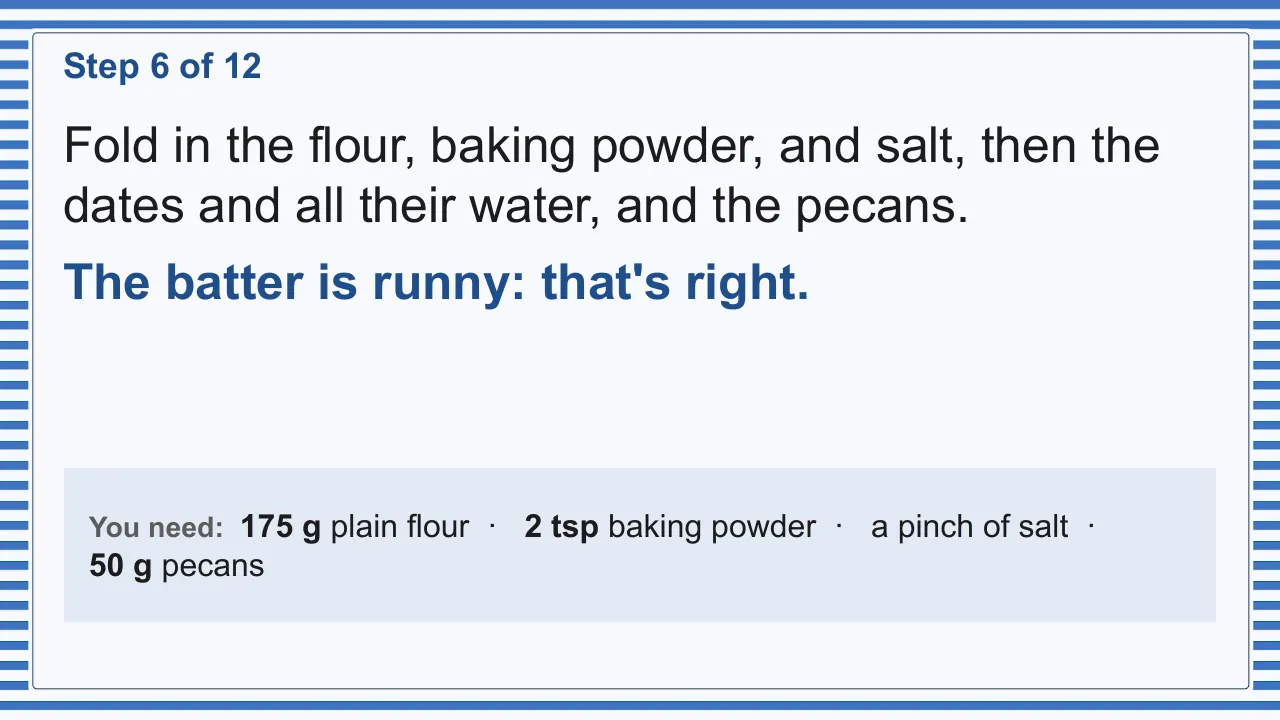 Step 6 of 12
Fold in the flour, baking powder, and salt, then the
dates and all their water, and the pecans.
The batter is runny: that's right.
You need: 175 g plain flour · 2 tsp baking powder · a pinch of salt ·
50 g pecans